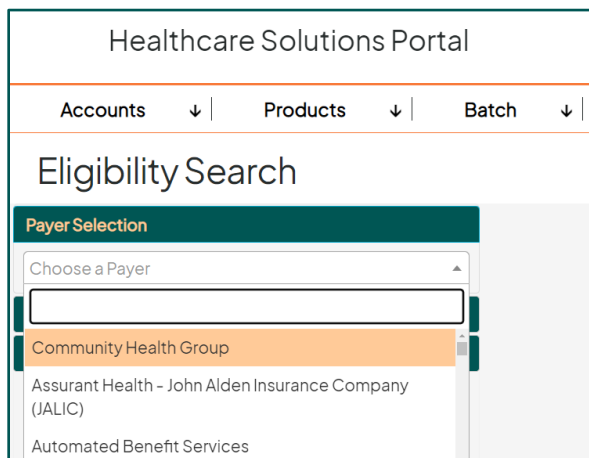 Healthcare Solutions Portal
Accounts ↓ Products ↓ Batch ↓
Eligibility Search
Payer Selection
Choose a Payer
Community Health Group
Assurant Health - John Alden Insurance Company
(JALIC)
Automated Benefit Services